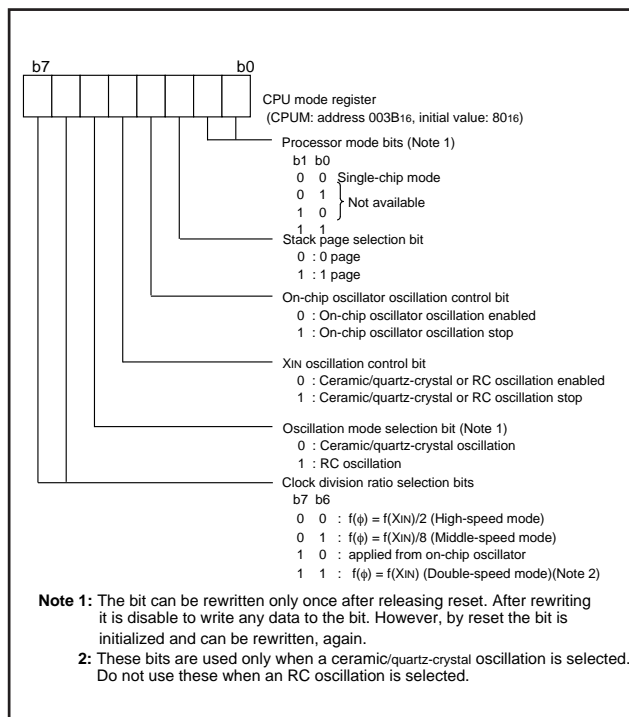 b7 b0
CPU mode register
(CPUM: address 003B16, initial value: 8016)
Processor mode bits (Note 1)
b1 b0
0 0 Single-chip mode
0 1
Not available
1 0
1 1
Stack page selection bit
0 : 0 page
1 : 1 page
On-chip oscillator oscillation control bit
0 : On-chip oscillator oscillation enabled
1 : On-chip oscillator oscillation stop
XIN oscillation control bit
0 : Ceramic/quartz-crystal or RC oscillation enabled
1 : Ceramic/quartz-crystal or RC oscillation stop
Oscillation mode selection bit (Note 1)
0 : Ceramic/quartz-crystal oscillation
1 : RC oscillation
Clock division ratio selection bits
b7 b6
0 0 : f(φ) = f(XIN)/2 (High-speed mode)
0 1 : f(φ) = f(XIN)/8 (Middle-speed mode)
1 0 : applied from on-chip oscillator
1 1 : f(φ) = f(XIN) (Double-speed mode)(Note 2)
Note 1: The bit can be rewritten only once after releasing reset. After rewriting
it is disable to write any data to the bit. However, by reset the bit is
initialized and can be rewritten, again.
2: These bits are used only when a ceramic/quartz-crystal oscillation is selected.
Do not use these when an RC oscillation is selected.